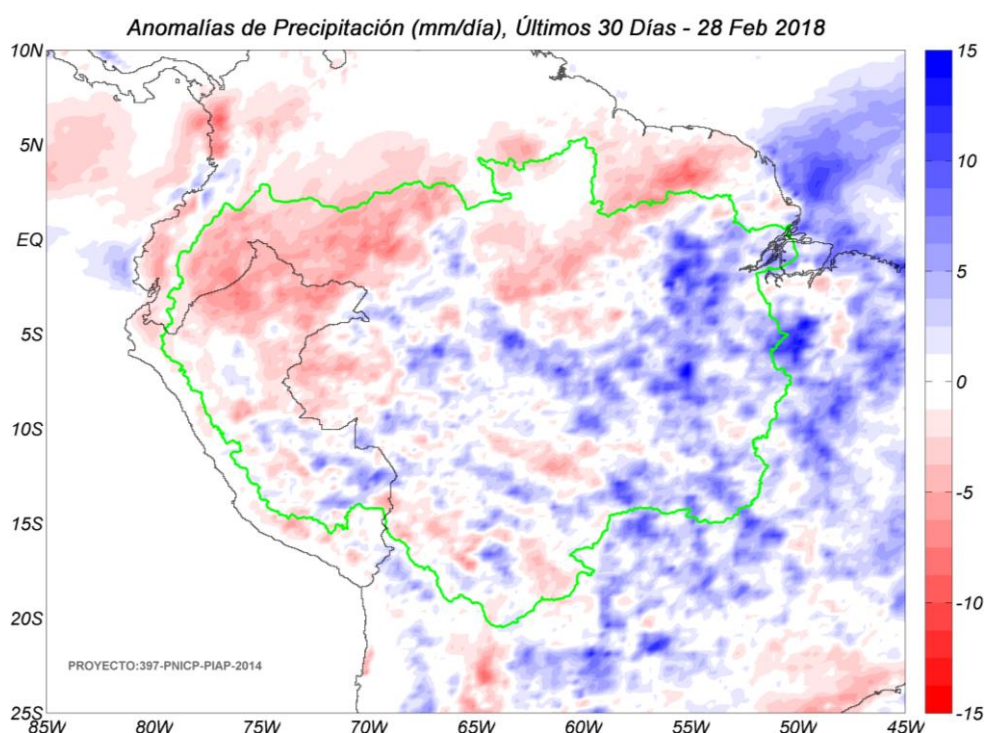 Anomalías de Precipitación (mm/día), Últimos 30 Días - 28 Feb 2018
10N
5N
EQ
5S
10S
15S
20S
25S
PROYECTO:397-PNICP-PIAP-2014
85W 80W 75W 70W 65W 60W 55W 50W 45W
15
10
5
0
-5
-10
-15